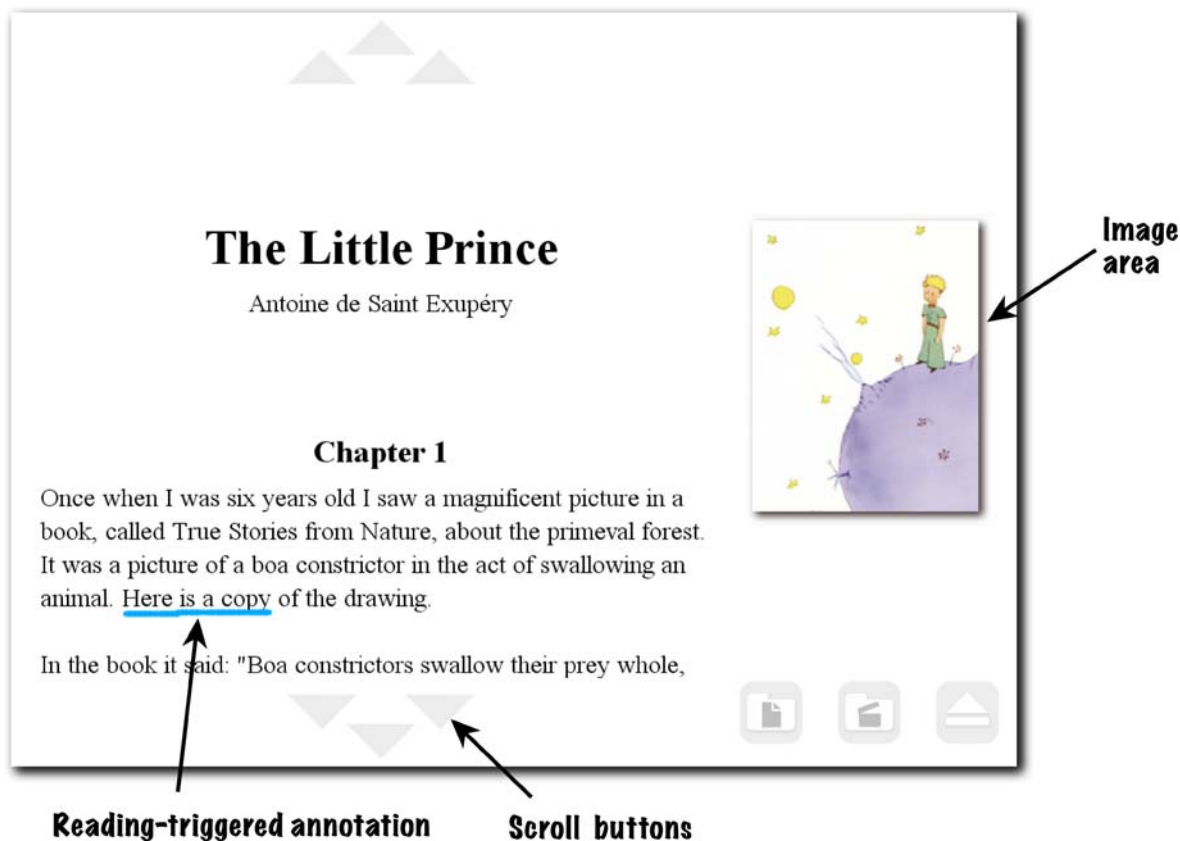 The Little Prince
Antoine de Saint Exupéry
Image
area
Chapter 1
Once when I was six years old I saw a magnificent picture in a
book, called True Stories from Nature, about the primeval forest.
It was a picture of a boa constrictor in the act of swallowing an
animal. Here is a copy of the drawing.
In the book it said: "Boa constrictors swallow their prey whole,
Reading-triggered annotation
Scroll buttons